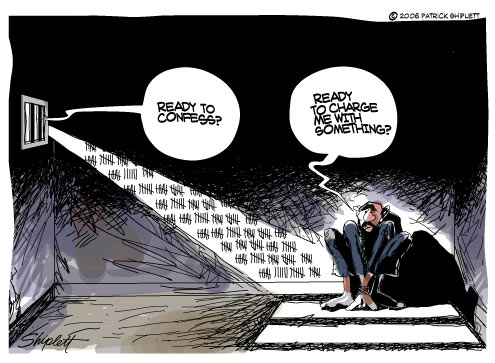 © 2006 PATRICK SHIPLETT
READY TO
CONFESS?
READY
TO CHARGE
ME WITH
SOMETHING?
Shiplett